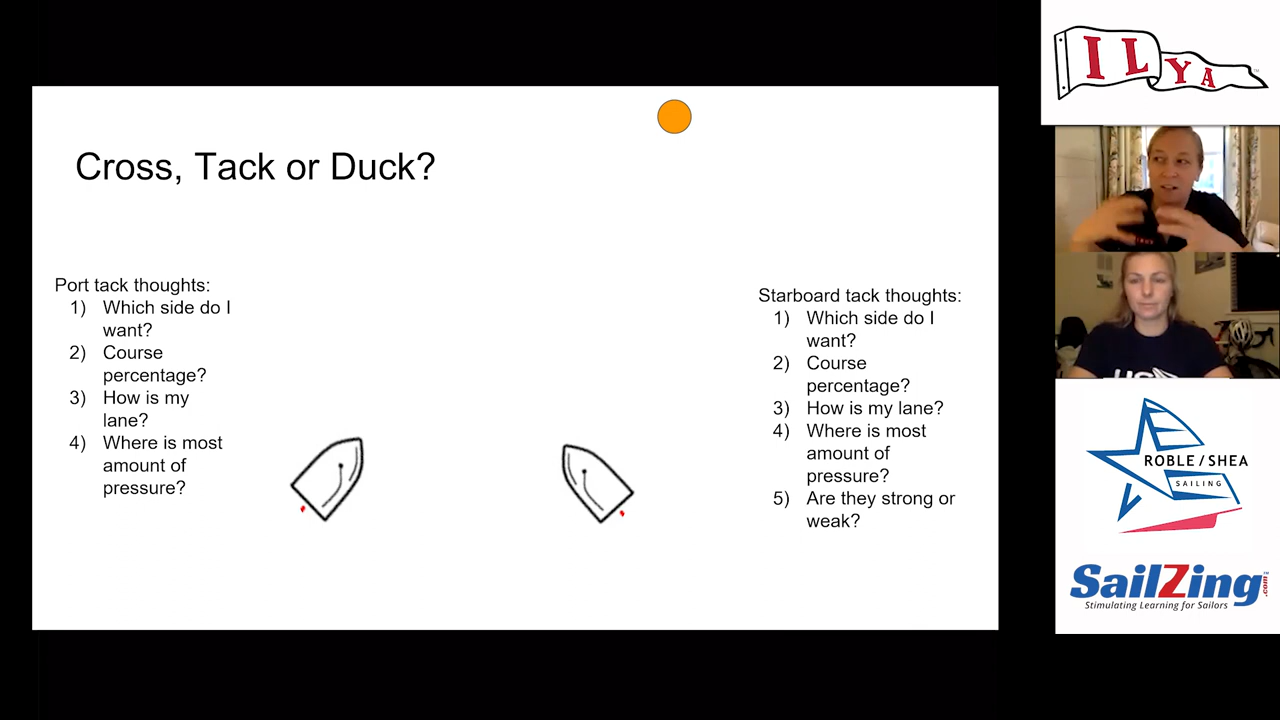 Cross, Tack or Duck?
Port tack thoughts:
1) Which side do I
want?
2) Course
percentage?
3) How is my
lane?
4) Where is most
amount of
pressure?
Starboard tack thoughts:
1) Which side do I
want?
2) Course
percentage?
3) How is my lane?
4) Where is most
amount of
pressure?
5) Are they strong or
weak?
ILYA
ROBLE / SHEA
SAILING
SailZing.com
Stimulating Learning for Sailors